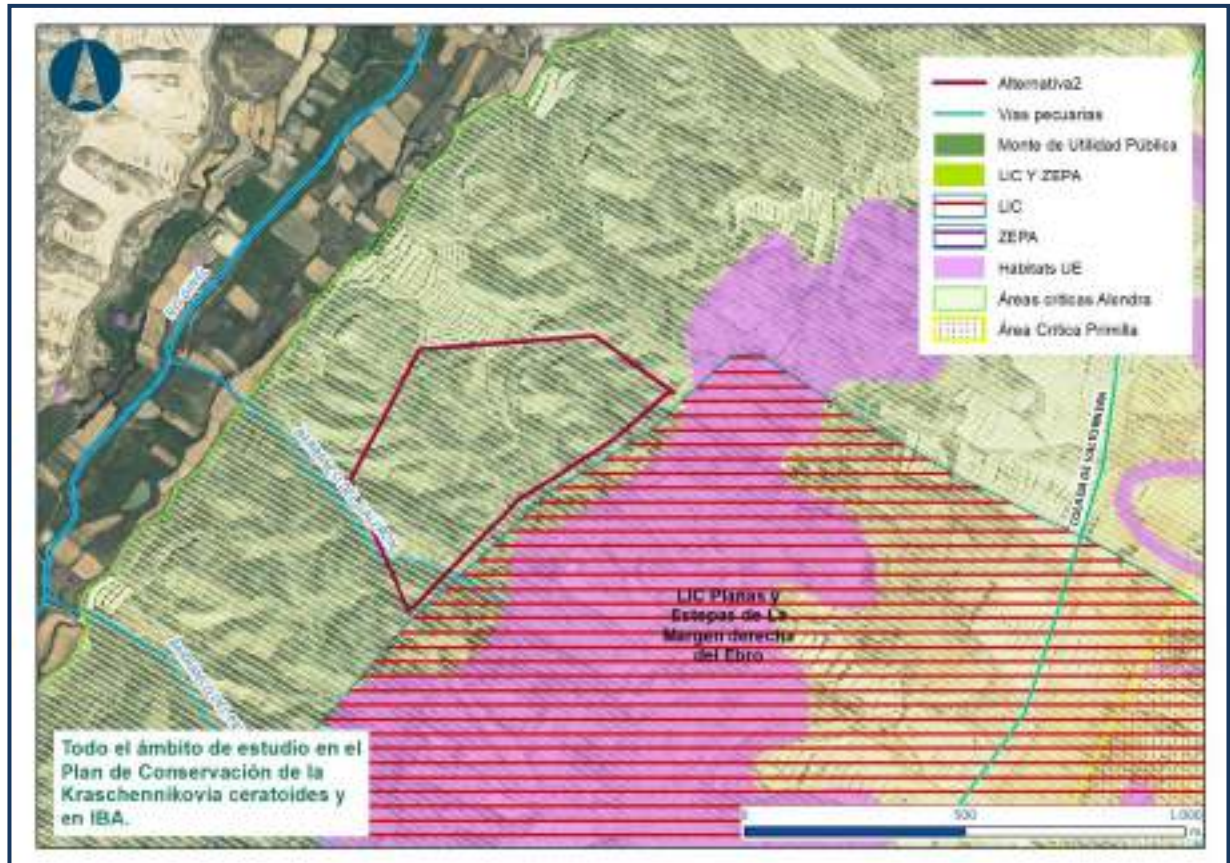 Alternativa2
Vias pecuarias
Monte de Utilidad Pública
LIC Y ZEPA
LIC
ZEPA
Hábitats UE
Áreas críticas Alondra
Área Crítica Primilla
LIC Planas y
Estepas de La
Margen derecha
del Ebro
Todo el ámbito de estudio en el
Plan de Conservación de la
Kraschennikovia ceratoides y
en IBA.
0 500 1.000
m